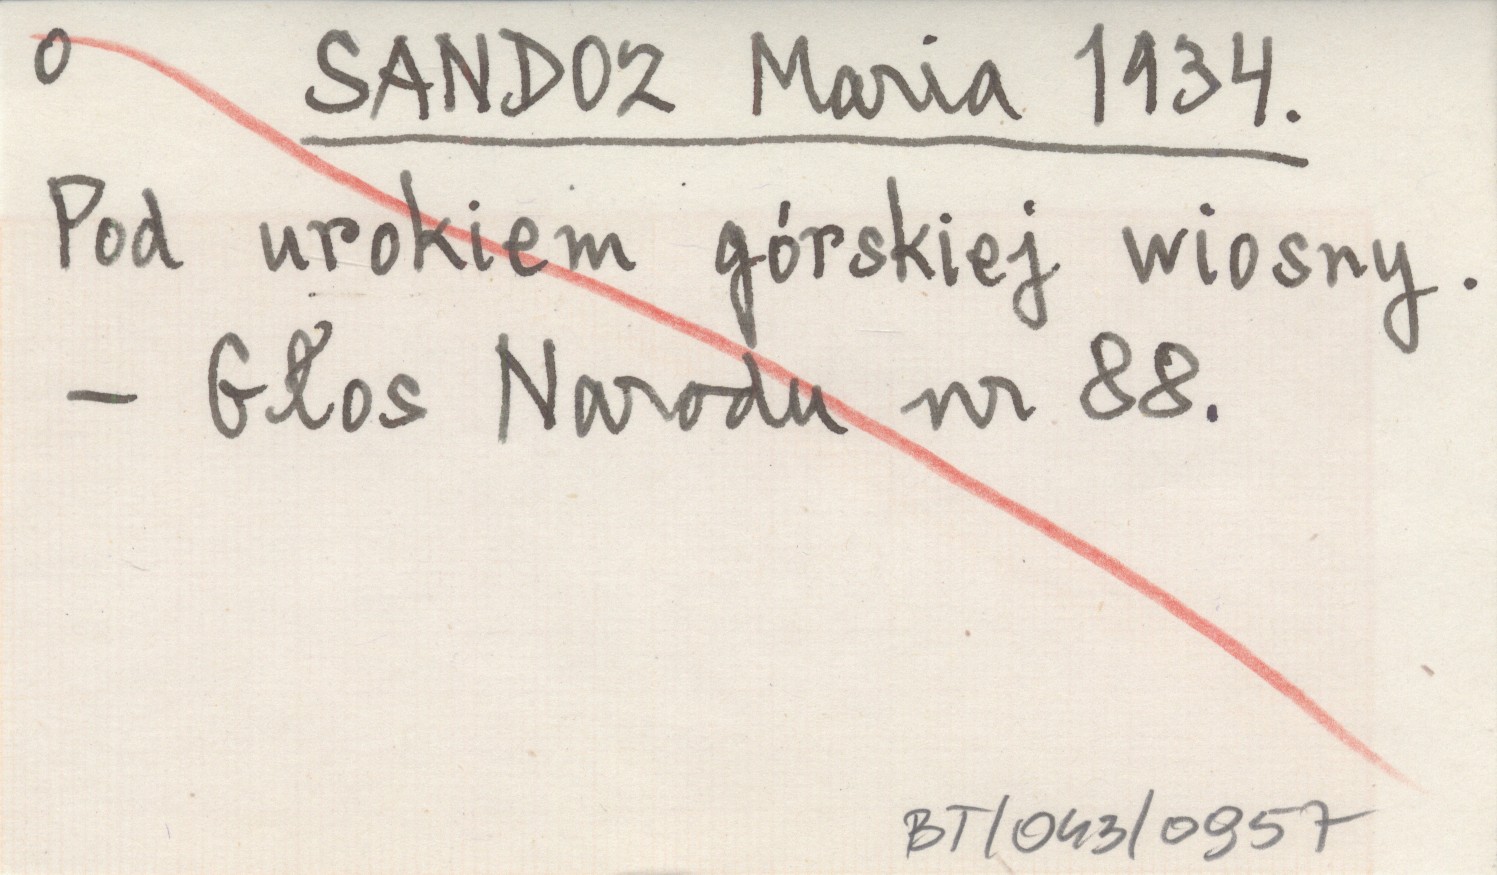 o SANDOZ Maria 1934.
Pod urokiem górskiej wiosny.
– Głos Narodu nr 88.
BT/043/0957